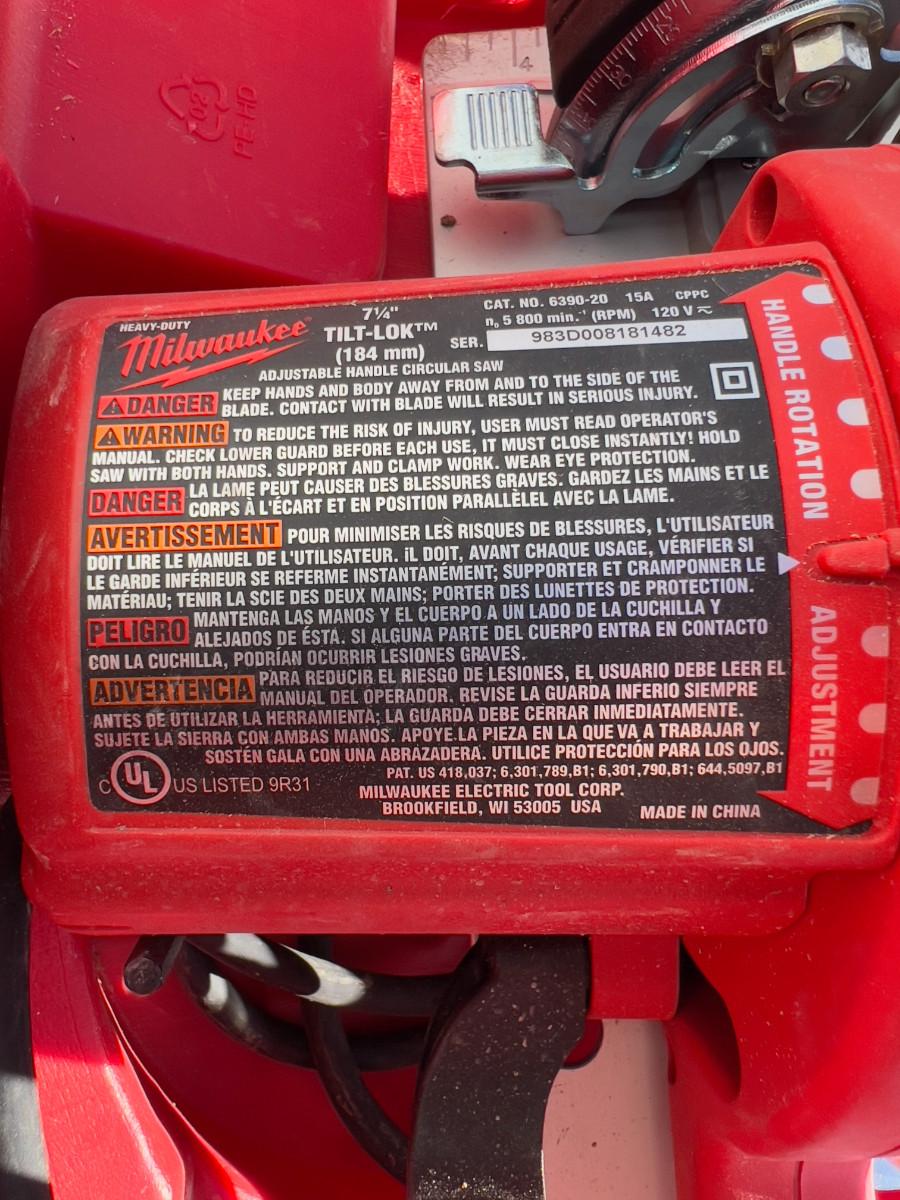 4
02
PE-HD
HEAVY-DUTY
Milwaukee®
7¼"
TILT-LOK™
(184 mm)
ADJUSTABLE HANDLE CIRCULAR SAW
CAT. NO. 6390-20 15A CPPC
n₀ 5 800 min.⁻¹ (RPM) 120 V ⎓
SER. 983D008181482
DANGER KEEP HANDS AND BODY AWAY FROM AND TO THE SIDE OF THE
BLADE. CONTACT WITH BLADE WILL RESULT IN SERIOUS INJURY.
WARNING TO REDUCE THE RISK OF INJURY, USER MUST READ OPERATOR'S
MANUAL. CHECK LOWER GUARD BEFORE EACH USE, IT MUST CLOSE INSTANTLY! HOLD
SAW WITH BOTH HANDS. SUPPORT AND CLAMP WORK. WEAR EYE PROTECTION.
DANGER LA LAME PEUT CAUSER DES BLESSURES GRAVES. GARDEZ LES MAINS ET LE
CORPS À L'ÉCART ET EN POSITION PARALLÈLEL AVEC LA LAME.
AVERTISSEMENT POUR MINIMISER LES RISQUES DE BLESSURES, L'UTILISATEUR
DOIT LIRE LE MANUEL DE L'UTILISATEUR. iL DOIT, AVANT CHAQUE USAGE, VÉRIFIER SI
LE GARDE INFÉRIEUR SE REFERME INSTANTANÉMENT; SUPPORTER ET CRAMPONNER LE
MATÉRIAU; TENIR LA SCIE DES DEUX MAINS; PORTER DES LUNETTES DE PROTECTION.
PELIGRO MANTENGA LAS MANOS Y EL CUERPO A UN LADO DE LA CUCHILLA Y
ALEJADOS DE ÉSTA. SI ALGUNA PARTE DEL CUERPO ENTRA EN CONTACTO
CON LA CUCHILLA, PODRÍAN OCURRIR LESIONES GRAVES.
ADVERTENCIA PARA REDUCIR EL RIESGO DE LESIONES, EL USUARIO DEBE LEER EL
MANUAL DEL OPERADOR. REVISE LA GUARDA INFERIO SIEMPRE
ANTES DE UTILIZAR LA HERRAMIENTA; LA GUARDA DEBE CERRAR INMEDIATAMENTE.
SUJETE LA SIERRA CON AMBAS MANOS. APOYE LA PIEZA EN LA QUE VA A TRABAJAR Y
SOSTÉN GALA CON UNA ABRAZADERA. UTILICE PROTECCIÓN PARA LOS OJOS.
PAT. US 418,037; 6,301,789,B1; 6,301,790,B1; 644,5097,B1
C UL US LISTED 9R31
MILWAUKEE ELECTRIC TOOL CORP.
BROOKFIELD, WI 53005 USA
MADE IN CHINA
HANDLE ROTATION
ADJUSTMENT